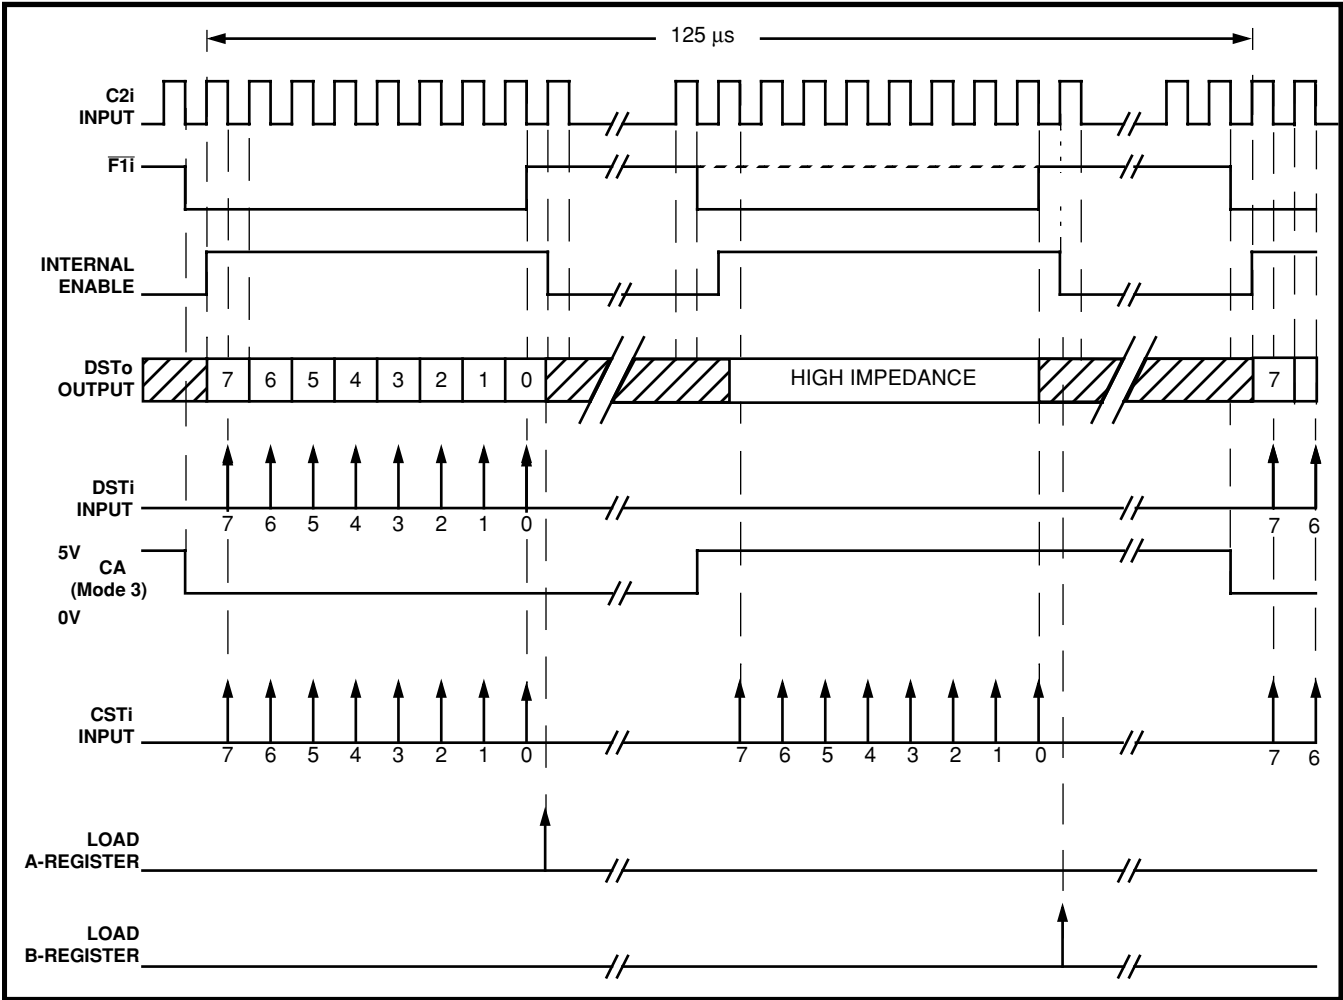 125 μs
C2i
INPUT
F1i
INTERNAL
ENABLE
DSTo
OUTPUT
7 6 5 4 3 2 1 0
HIGH IMPEDANCE
7
DSTi
INPUT
7 6 5 4 3 2 1 0
7 6
5V
CA
(Mode 3)
0V
CSTi
INPUT
7 6 5 4 3 2 1 0
7 6 5 4 3 2 1 0
7 6
LOAD
A-REGISTER
LOAD
B-REGISTER